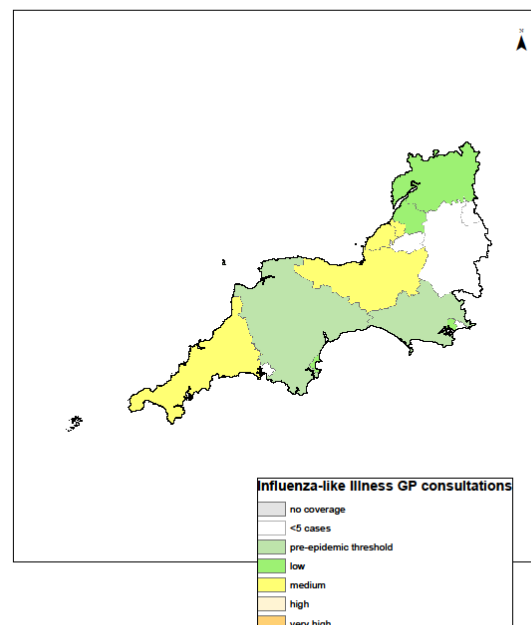 N
Influenza-like Illness GP consultations
no coverage
<5 cases
pre-epidemic threshold
low
medium
high
very high